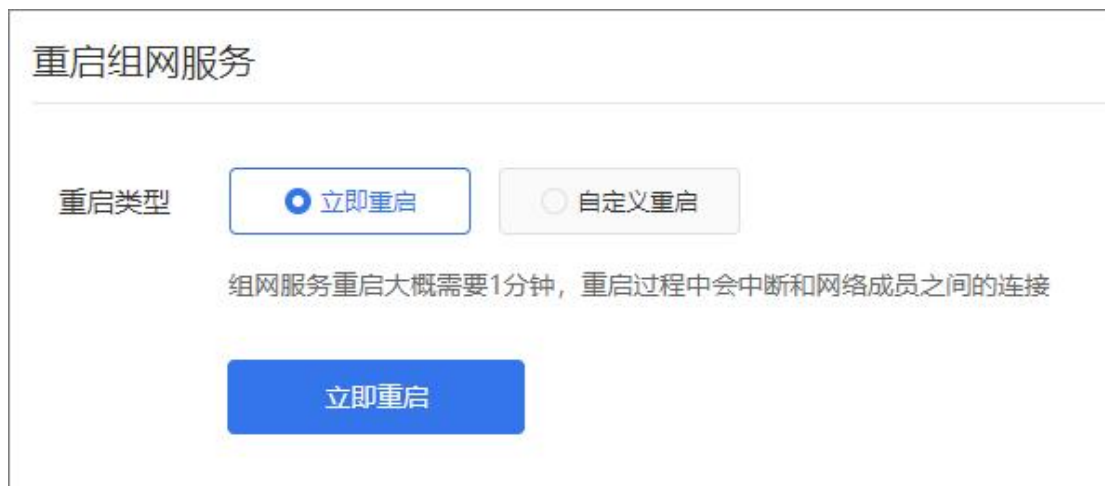 重启组网服务
重启类型 立即重启 自定义重启
组网服务重启大概需要1分钟，重启过程中会中断和网络成员之间的连接
立即重启